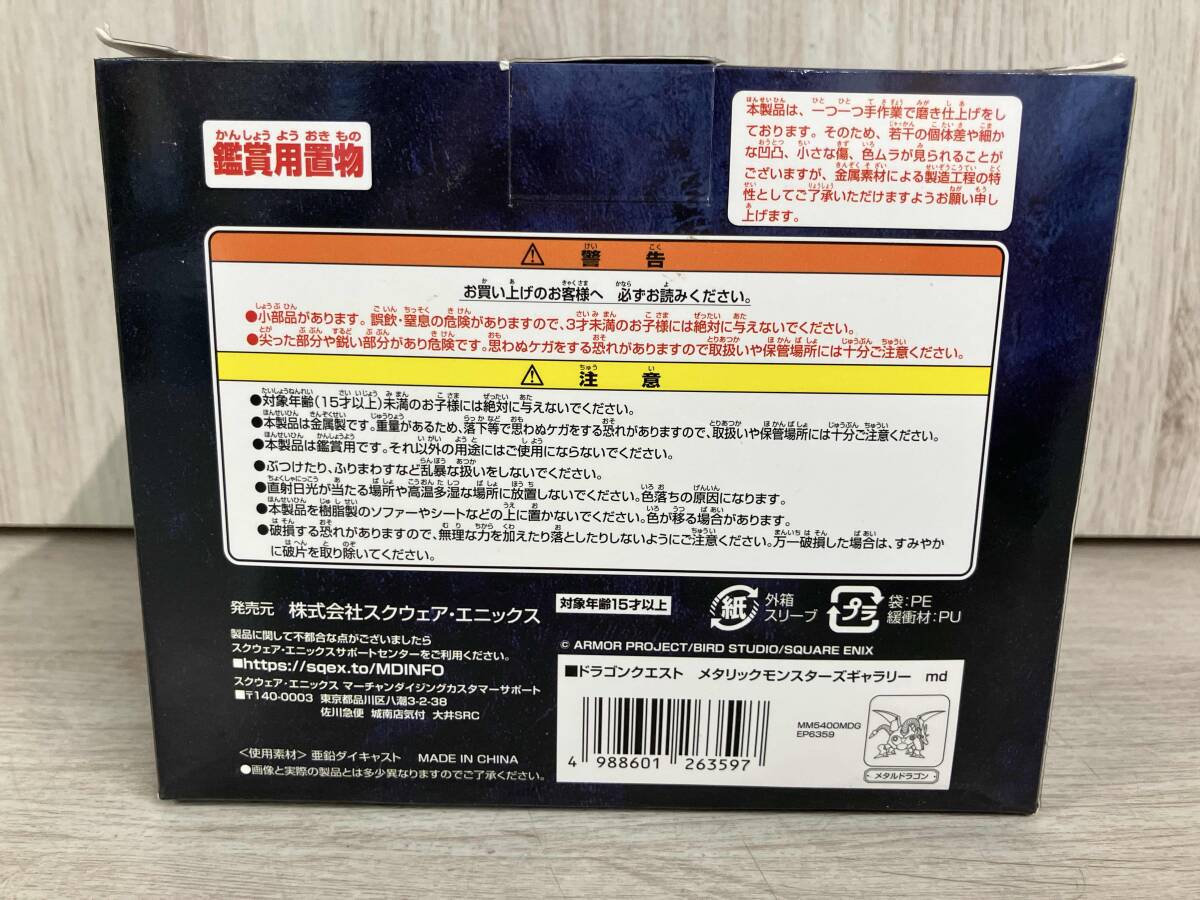 かんしょう よう おき もの
鑑賞用置物
本製品は、一つ一つ手作業で磨き仕上げをし
ております。そのため、若干の個体差や細か
な凹凸、小さな傷、色ムラが見られることが
ございますが、金属素材による製造工程の特
性としてご了承いただけますようお願い申し
上げます。
⚠ 警告
お買い上げのお客様へ 必ずお読みください。
●小部品があります。誤飲・窒息の危険がありますので、3才未満のお子様には絶対に与えないでください。
●尖った部分や鋭い部分があり危険です。思わぬケガをする恐れがありますので取扱いや保管場所には十分ご注意ください。
⚠ 注意
●対象年齢(15才以上)未満のお子様には絶対に与えないでください。
●本製品は金属製です。重量があるため、落下等で思わぬケガをする恐れがありますので、取扱いや保管場所には十分ご注意ください。
●本製品は鑑賞用です。それ以外の用途にはご使用にならないでください。
●ぶつけたり、ふりまわすなど乱暴な扱いをしないでください。
●直射日光が当たる場所や高温多湿な場所に放置しないでください。色落ちの原因になります。
●本製品を樹脂製のソファーやシートなどの上に置かないでください。色が移る場合があります。
●破損する恐れがありますので、無理な力を加えたり落としたりしないようにご注意ください。万一破損した場合は、すみやか
に破片を取り除いてください。
発売元 株式会社スクウェア・エニックス
対象年齢15才以上
紙 外箱
スリーブ
プラ 袋:PE
緩衝材:PU
製品に関して不都合な点がございましたら
スクウェア・エニックスサポートセンターをご利用ください。
■https://sqex.to/MDINFO
スクウェア・エニックス マーチャンダイジングカスタマーサポート
■〒140-0003 東京都品川区八潮3-2-38
佐川急便 城南店気付 大井SRC
<使用素材> 亜鉛ダイキャスト MADE IN CHINA
●画像と実際の製品とは多少異なりますのでご了承ください。
© ARMOR PROJECT/BIRD STUDIO/SQUARE ENIX
■ドラゴンクエスト メタリックモンスターズギャラリー md
MM5400MDG
EP6359
4 988601 263597
メタルドラゴン